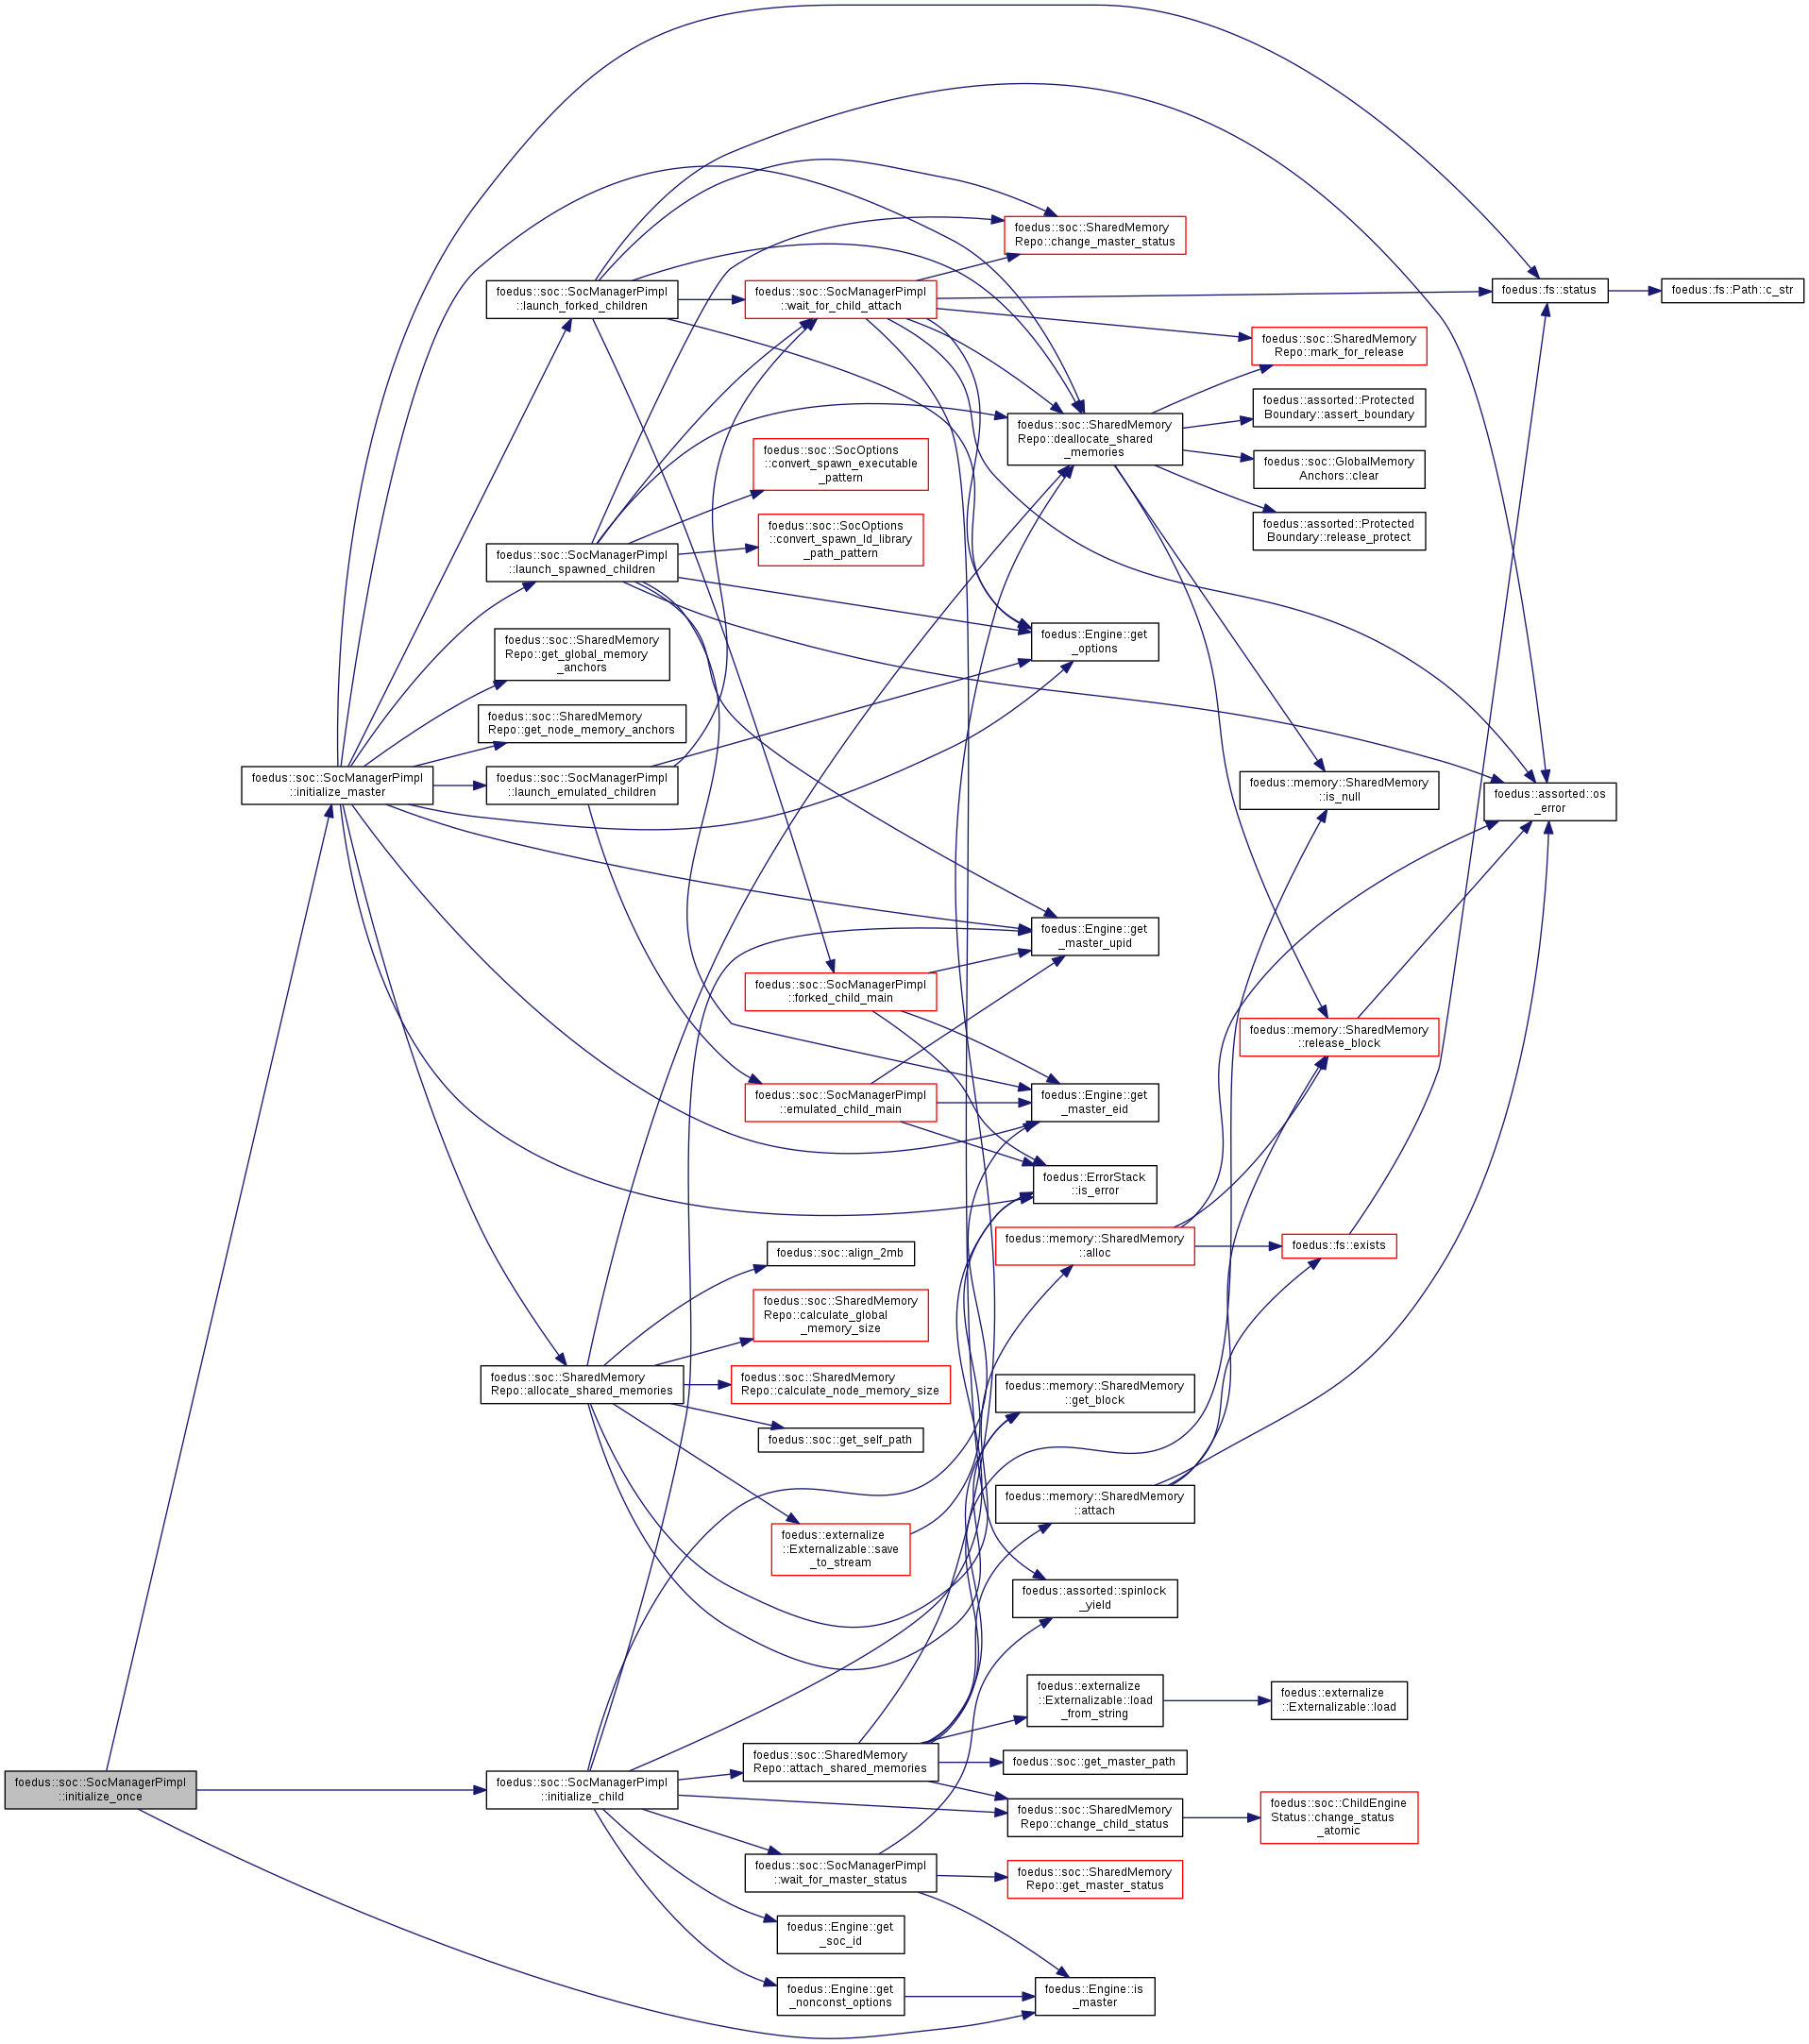 foedus::soc::SocManagerPimpl
::initialize_once
foedus::soc::SocManagerPimpl
::initialize_master
foedus::soc::SocManagerPimpl
::launch_forked_children
foedus::soc::SocManagerPimpl
::launch_spawned_children
foedus::soc::SharedMemory
Repo::get_global_memory
_anchors
foedus::soc::SharedMemory
Repo::get_node_memory_anchors
foedus::soc::SocManagerPimpl
::launch_emulated_children
foedus::soc::SharedMemory
Repo::allocate_shared_memories
foedus::soc::SocManagerPimpl
::initialize_child
foedus::soc::SocManagerPimpl
::wait_for_child_attach
foedus::soc::SocOptions
::convert_spawn_executable
_pattern
foedus::soc::SocOptions
::convert_spawn_ld_library
_path_pattern
foedus::soc::SocManagerPimpl
::forked_child_main
foedus::soc::SocManagerPimpl
::emulated_child_main
foedus::soc::align_2mb
foedus::soc::SharedMemory
Repo::calculate_global
_memory_size
foedus::soc::SharedMemory
Repo::calculate_node_memory_size
foedus::soc::get_self_path
foedus::externalize
::Externalizable::save
_to_stream
foedus::soc::SharedMemory
Repo::attach_shared_memories
foedus::soc::SocManagerPimpl
::wait_for_master_status
foedus::Engine::get
_soc_id
foedus::Engine::get
_nonconst_options
foedus::soc::SharedMemory
Repo::change_master_status
foedus::soc::SharedMemory
Repo::deallocate_shared
_memories
foedus::Engine::get
_options
foedus::Engine::get
_master_upid
foedus::Engine::get
_master_eid
foedus::ErrorStack
::is_error
foedus::memory::SharedMemory
::alloc
foedus::memory::SharedMemory
::get_block
foedus::memory::SharedMemory
::attach
foedus::assorted::spinlock
_yield
foedus::externalize
::Externalizable::load
_from_string
foedus::soc::get_master_path
foedus::soc::SharedMemory
Repo::change_child_status
foedus::soc::SharedMemory
Repo::get_master_status
foedus::Engine::is
_master
foedus::soc::SharedMemory
Repo::mark_for_release
foedus::assorted::Protected
Boundary::assert_boundary
foedus::soc::GlobalMemory
Anchors::clear
foedus::assorted::Protected
Boundary::release_protect
foedus::memory::SharedMemory
::is_null
foedus::memory::SharedMemory
::release_block
foedus::fs::exists
foedus::externalize
::Externalizable::load
foedus::soc::ChildEngine
Status::change_status
_atomic
foedus::fs::status
foedus::assorted::os
_error
foedus::fs::Path::c_str